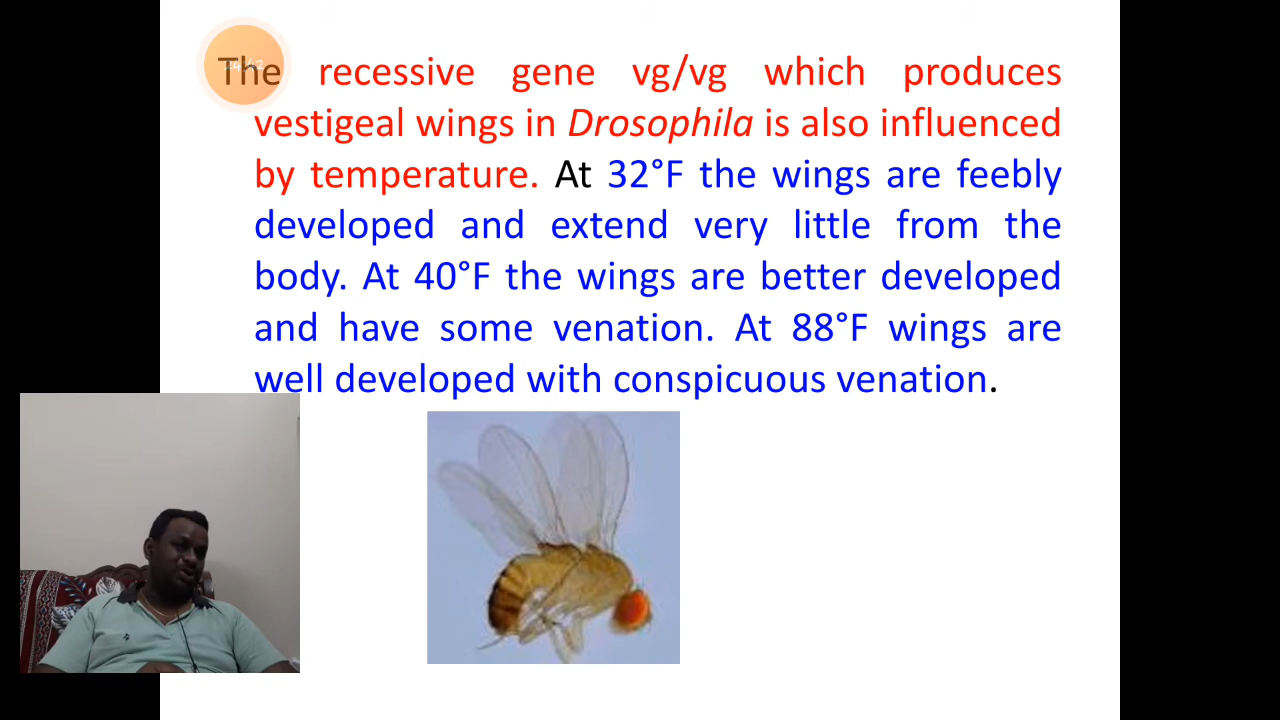 The recessive gene vg/vg which produces
vestigeal wings in Drosophila is also influenced
by temperature. At 32°F the wings are feebly
developed and extend very little from the
body. At 40°F the wings are better developed
and have some venation. At 88°F wings are
well developed with conspicuous venation.